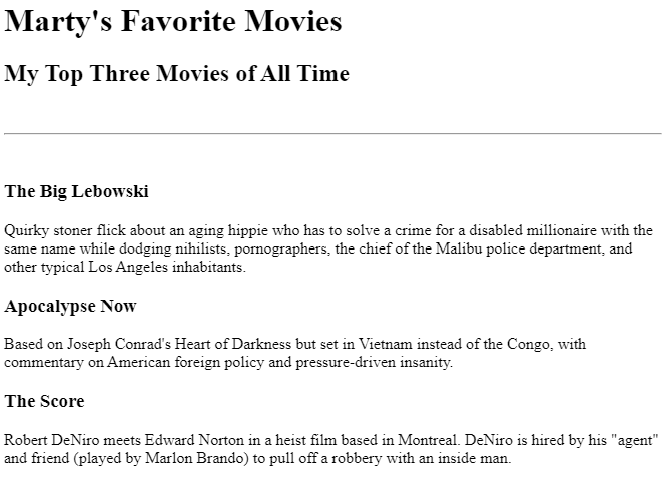 Marty's Favorite Movies
My Top Three Movies of All Time
The Big Lebowski
Quirky stoner flick about an aging hippie who has to solve a crime for a disabled millionaire with the
same name while dodging nihilists, pornographers, the chief of the Malibu police department, and
other typical Los Angeles inhabitants.
Apocalypse Now
Based on Joseph Conrad's Heart of Darkness but set in Vietnam instead of the Congo, with
commentary on American foreign policy and pressure-driven insanity.
The Score
Robert DeNiro meets Edward Norton in a heist film based in Montreal. DeNiro is hired by his "agent"
and friend (played by Marlon Brando) to pull off a robbery with an inside man.